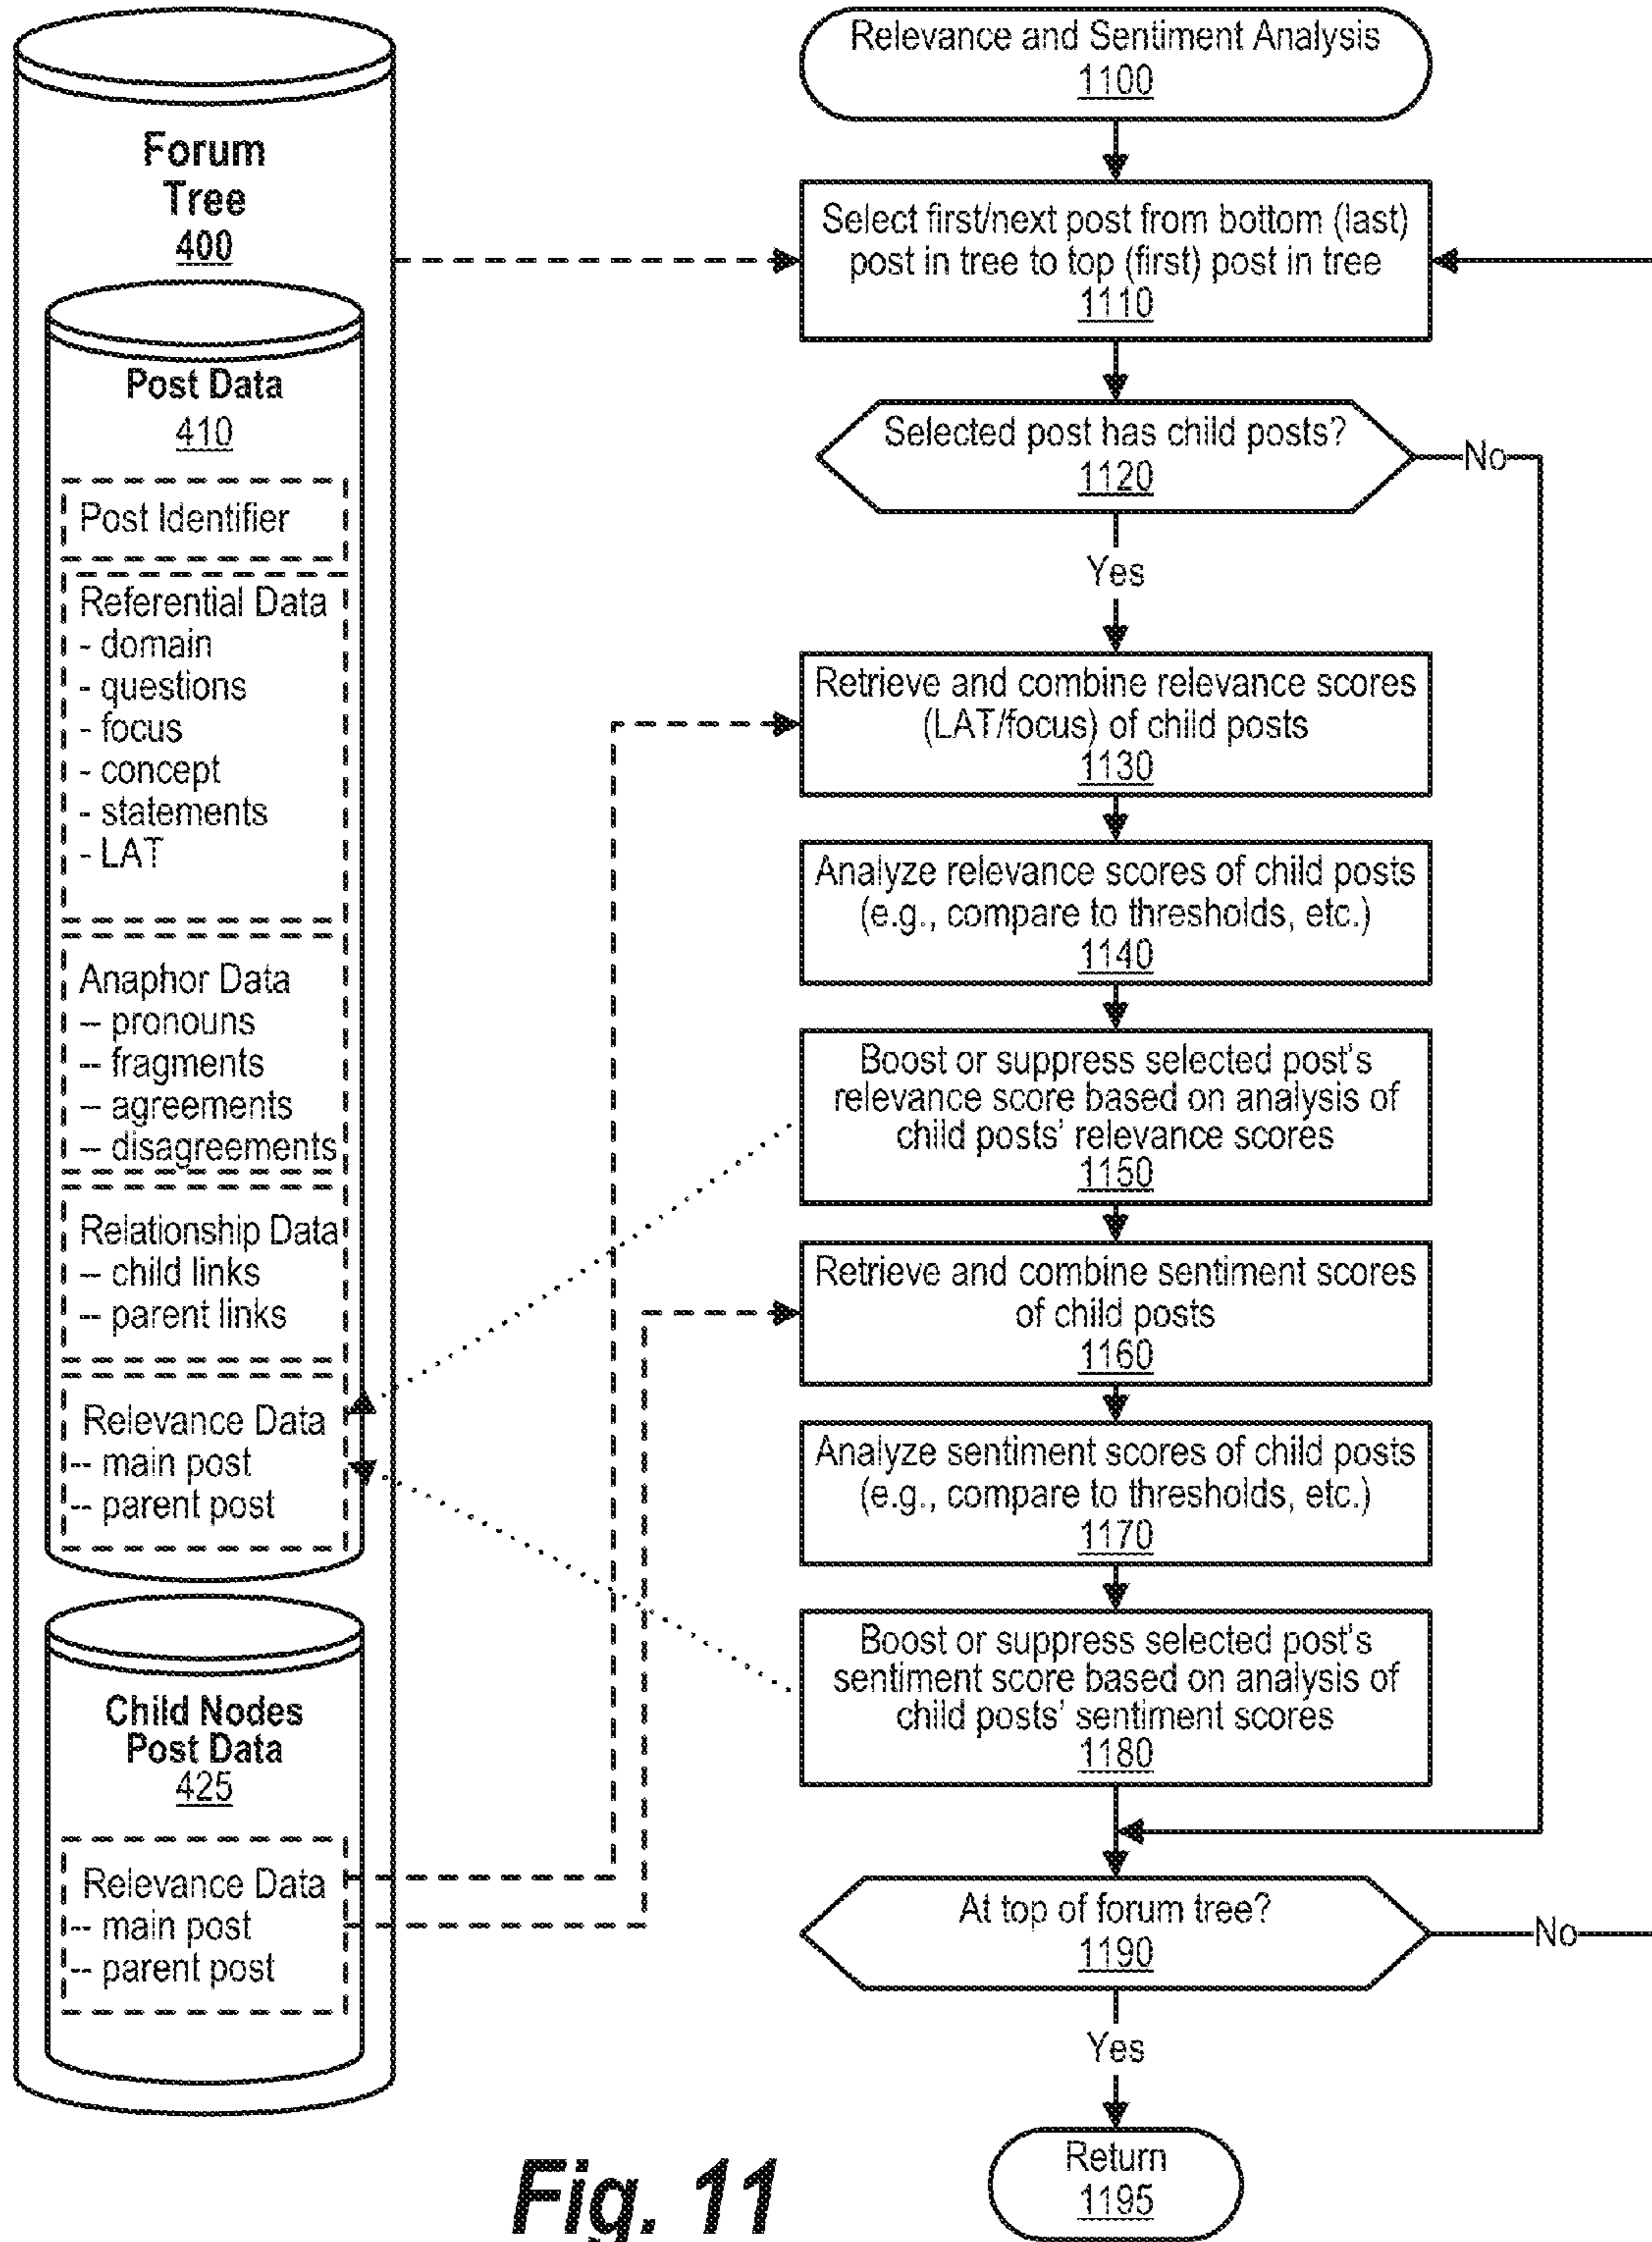 Forum
Tree
400
Post Data
410
Post Identifier
Referential Data
- domain
- questions
- focus
- concept
- statements
- LAT
Anaphor Data
-- pronouns
-- fragments
-- agreements
-- disagreements
Relationship Data
-- child links
-- parent links
Relevance Data
-- main post
-- parent post
Child Nodes
Post Data
425
Relevance Data
-- main post
-- parent post
Relevance and Sentiment Analysis
1100
Select first/next post from bottom (last)
post in tree to top (first) post in tree
1110
Selected post has child posts?
1120
No
Yes
Retrieve and combine relevance scores
(LAT/focus) of child posts
1130
Analyze relevance scores of child posts
(e.g., compare to thresholds, etc.)
1140
Boost or suppress selected post's
relevance score based on analysis of
child posts' relevance scores
1150
Retrieve and combine sentiment scores
of child posts
1160
Analyze sentiment scores of child posts
(e.g., compare to thresholds, etc.)
1170
Boost or suppress selected post's
sentiment score based on analysis of
child posts' sentiment scores
1180
At top of forum tree?
1190
No
Yes
Return
1195
Fig. 11